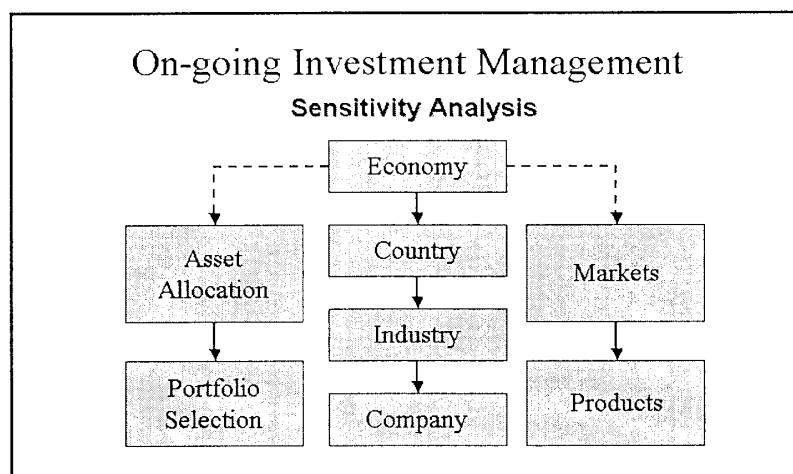 On-going Investment Management
Sensitivity Analysis
Economy
Asset
Allocation
Country
Markets
Industry
Portfolio
Selection
Company
Products